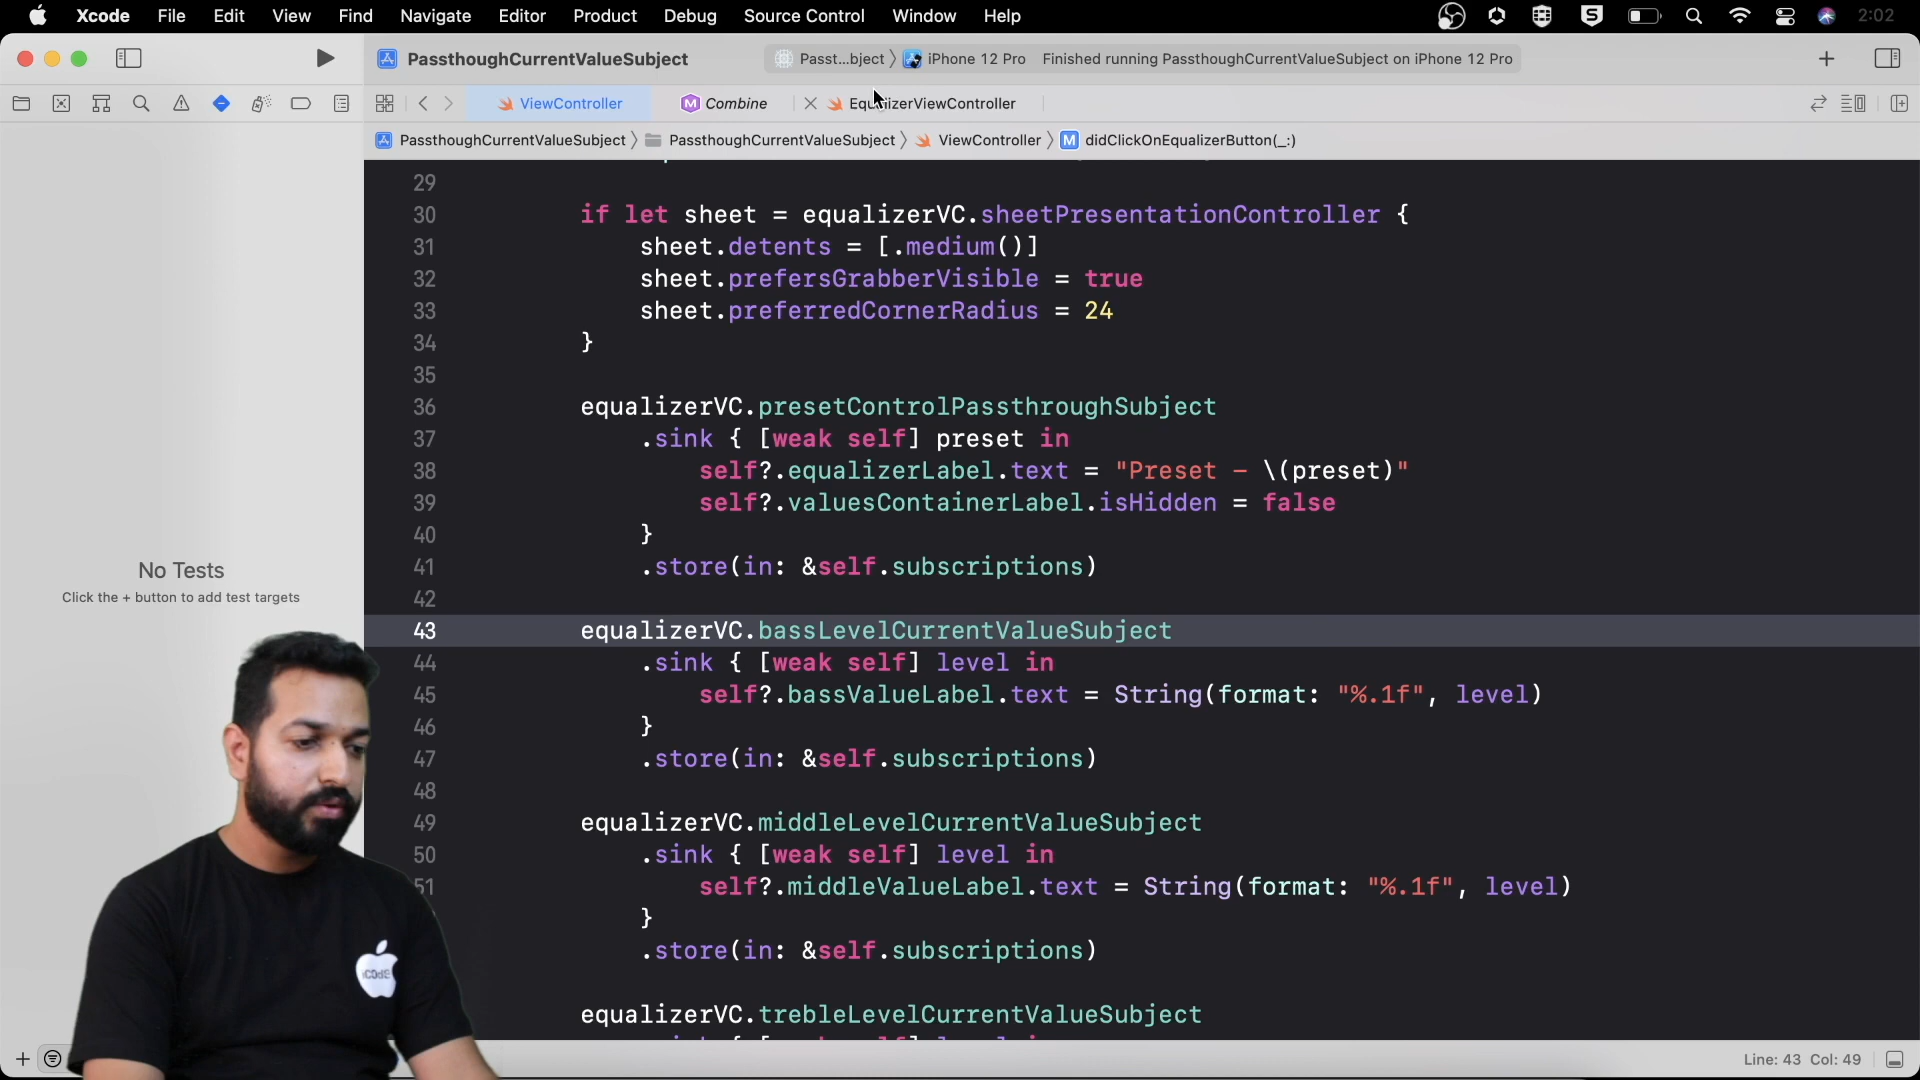 Xcode File Edit View Find Navigate Editor Product Debug Source Control Window Help 2:02
PassthoughCurrentValueSubject Passt...bject iPhone 12 Pro Finished running PassthoughCurrentValueSubject on iPhone 12 Pro
ViewController Combine EqualizerViewController
PassthoughCurrentValueSubject PassthoughCurrentValueSubject ViewController M didClickOnEqualizerButton(_:)
29
30 if let sheet = equalizerVC.sheetPresentationController {
31 sheet.detents = [.medium()]
32 sheet.prefersGrabberVisible = true
33 sheet.preferredCornerRadius = 24
34 }
35
36 equalizerVC.presetControlPassthroughSubject
37 .sink { [weak self] preset in
38 self?.equalizerLabel.text = "Preset - \(preset)"
39 self?.valuesContainerLabel.isHidden = false
40 }
41 .store(in: &self.subscriptions)
42
43 equalizerVC.bassLevelCurrentValueSubject
44 .sink { [weak self] level in
45 self?.bassValueLabel.text = String(format: "%.1f", level)
46 }
47 .store(in: &self.subscriptions)
48
49 equalizerVC.middleLevelCurrentValueSubject
50 .sink { [weak self] level in
51 self?.middleValueLabel.text = String(format: "%.1f", level)
}
.store(in: &self.subscriptions)
equalizerVC.trebleLevelCurrentValueSubject
No Tests
Click the + button to add test targets
iCODE
Line: 43 Col: 49